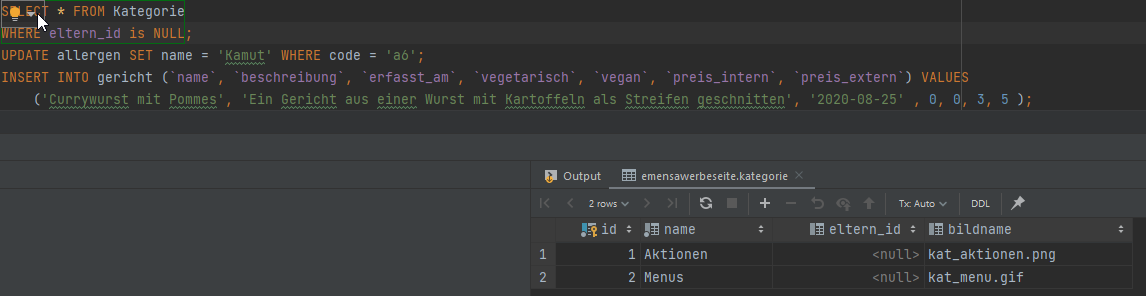 SELECT * FROM Kategorie
WHERE eltern_id is NULL;
UPDATE allergen SET name = 'Kamut' WHERE code = 'a6';
INSERT INTO gericht (`name`, `beschreibung`, `erfasst_am`, `vegetarisch`, `vegan`, `preis_intern`, `preis_extern`) VALUES
('Currywurst mit Pommes', 'Ein Gericht aus einer Wurst mit Kartoffeln als Streifen geschnitten', '2020-08-25' , 0, 0, 3, 5 );
Output emensawerbeseite.kategorie
2 rows Tx: Auto DDL
id name eltern_id bildname
1 1 Aktionen <null> kat_aktionen.png
2 2 Menus <null> kat_menu.gif